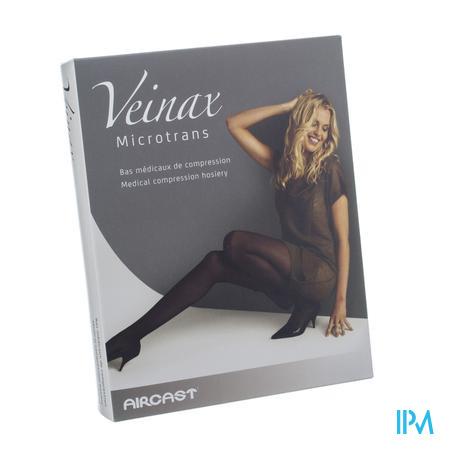 Veinax
Microtrans
Bas médicaux de compression
Medical compression hosiery
AIRCAST
IPM